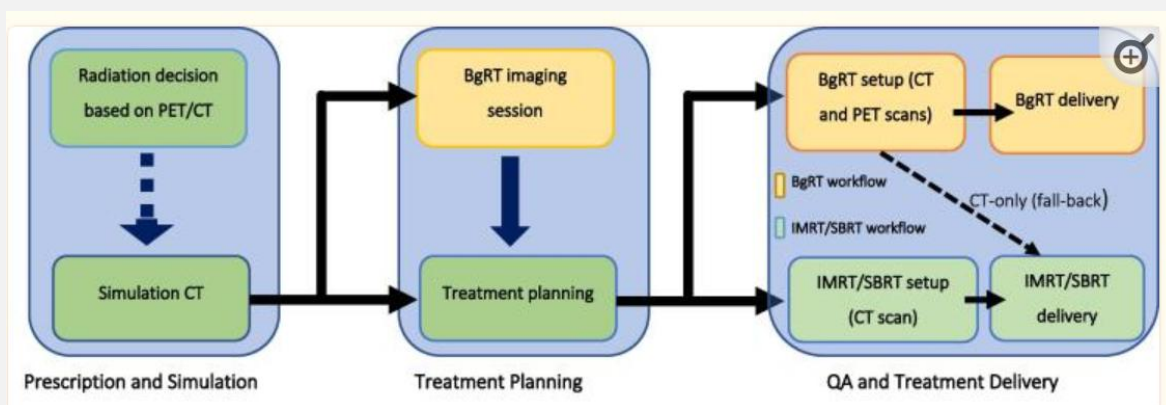 Radiation decision
based on PET/CT
Simulation CT
Prescription and Simulation
BgRT imaging
session
Treatment planning
Treatment Planning
BgRT setup (CT
and PET scans)
BgRT delivery
BgRT workflow
CT-only (fall-back)
IMRT/SBRT workflow
IMRT/SBRT setup
(CT scan)
IMRT/SBRT
delivery
QA and Treatment Delivery